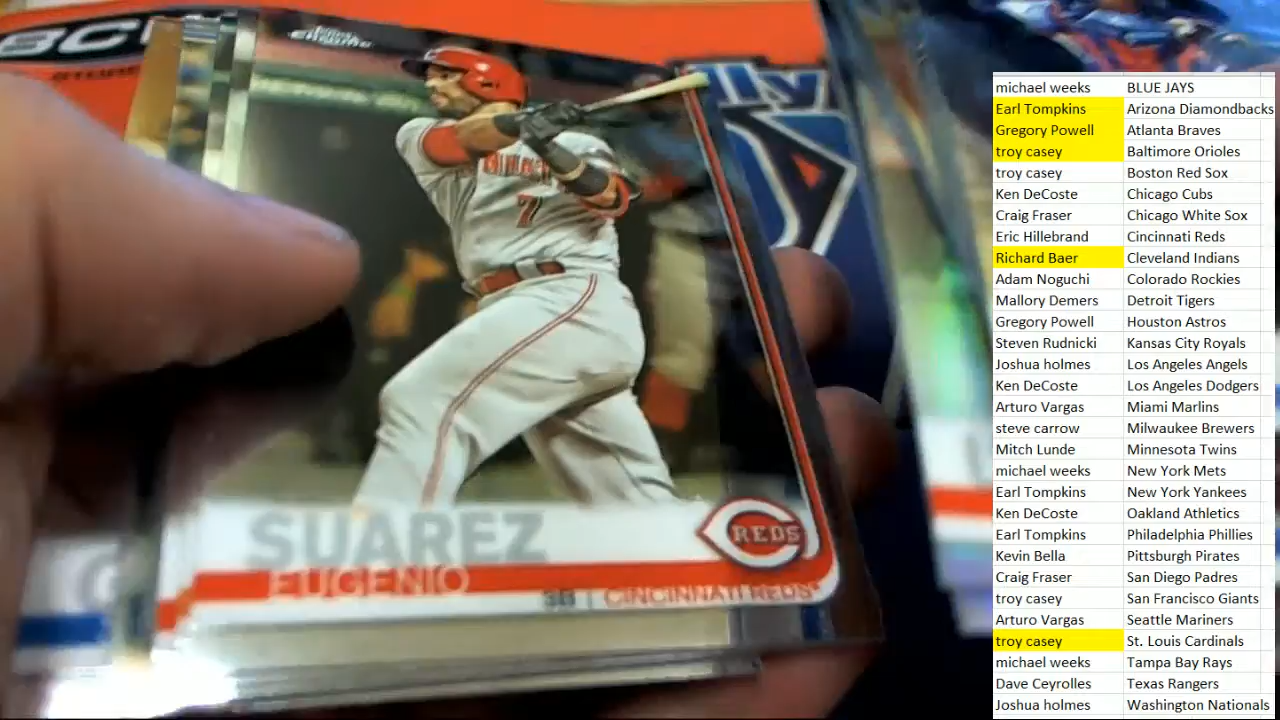 lly
7
SUAREZ
EUGENIO
3B | CINCINNATI REDS
REDS
michael weeks BLUE JAYS
Earl Tompkins Arizona Diamondbacks
Gregory Powell Atlanta Braves
troy casey Baltimore Orioles
troy casey Boston Red Sox
Ken DeCoste Chicago Cubs
Craig Fraser Chicago White Sox
Eric Hillebrand Cincinnati Reds
Richard Baer Cleveland Indians
Adam Noguchi Colorado Rockies
Mallory Demers Detroit Tigers
Gregory Powell Houston Astros
Steven Rudnicki Kansas City Royals
Joshua holmes Los Angeles Angels
Ken DeCoste Los Angeles Dodgers
Arturo Vargas Miami Marlins
steve carrow Milwaukee Brewers
Mitch Lunde Minnesota Twins
michael weeks New York Mets
Earl Tompkins New York Yankees
Ken DeCoste Oakland Athletics
Earl Tompkins Philadelphia Phillies
Kevin Bella Pittsburgh Pirates
Craig Fraser San Diego Padres
troy casey San Francisco Giants
Arturo Vargas Seattle Mariners
troy casey St. Louis Cardinals
michael weeks Tampa Bay Rays
Dave Ceyrolles Texas Rangers
Joshua holmes Washington Nationals